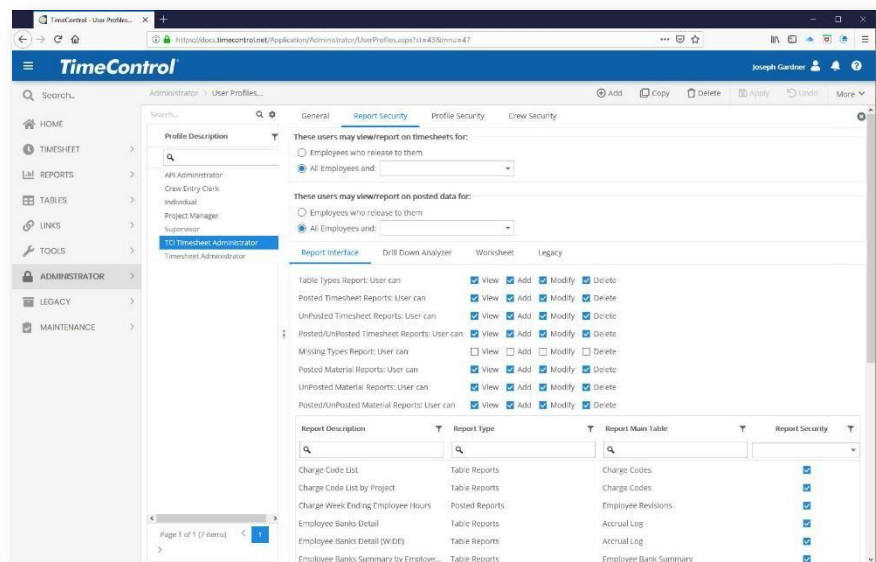 TimeControl - User Profiles...
https://docs.timecontrol.net/Application/Administrator/UserProfiles.aspx?st=43&mnu=47
TimeControl
Joseph Gardner
Search..
Administrator > User Profiles...
Add Copy Delete Apply Undo More
HOME
TIMESHEET
REPORTS
TABLES
LINKS
TOOLS
ADMINISTRATOR
LEGACY
MAINTENANCE
Search...
Profile Description
API Administrator
Crew Entry Clerk
Individual
Project Manager
Supervisor
TCI Timesheet Administrator
Timesheet Administrator
Page 1 of 1 (7 items) < 1
>
General Report Security Profile Security Crew Security
These users may view/report on timesheets for:
Employees who release to them
All Employees and:
These users may view/report on posted data for:
Employees who release to them
All Employees and:
Report Interface Drill Down Analyzer Worksheet Legacy
Table Types Report: User can View Add Modify Delete
Posted Timesheet Reports: User can View Add Modify Delete
UnPosted Timesheet Reports: User can View Add Modify Delete
Posted/UnPosted Timesheet Reports: User can View Add Modify Delete
Missing Types Report: User can View Add Modify Delete
Posted Material Reports: User can View Add Modify Delete
UnPosted Material Reports: User can View Add Modify Delete
Posted/UnPosted Material Reports: User can View Add Modify Delete
Report Description Report Type Report Main Table Report Security
Charge Code List Table Reports Charge Codes
Charge Code List by Project Table Reports Charge Codes
Charge Week Ending Employee Hours Posted Reports Employee Revisions
Employee Banks Detail Table Reports Accrual Log
Employee Banks Detail (WIDE) Table Reports Accrual Log
Employee Banks Summary by Employe... Table Reports Employee Bank Summary